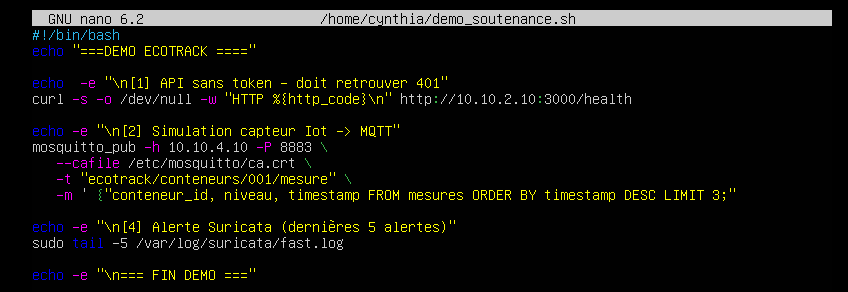 GNU nano 6.2 /home/cynthia/demo_soutenance.sh
#!/bin/bash
echo "===DEMO ECOTRACK ===="
echo  -e "\n[1] API sans token - doit retrouver 401"
curl -s -o /dev/null -w "HTTP %{http_code}\n" http://10.10.2.10:3000/health
echo -e "\n[2] Simulation capteur Iot -> MQTT"
mosquitto_pub -h 10.10.4.10 -P 8883 \
   --cafile /etc/mosquitto/ca.crt \
   -t "ecotrack/conteneurs/001/mesure" \
   -m ' {"conteneur_id, niveau, timestamp FROM mesures ORDER BY timestamp DESC LIMIT 3;"
echo -e "\n[4] Alerte Suricata (dernières 5 alertes)"
sudo tail -5 /var/log/suricata/fast.log
echo -e "\n=== FIN DEMO ==="